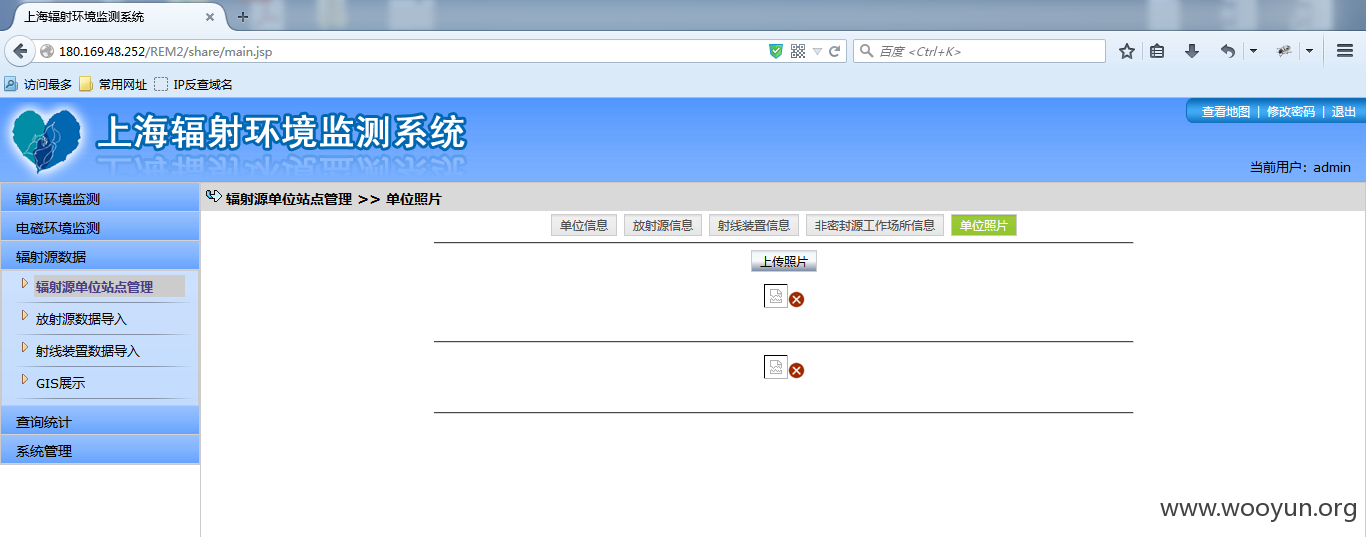 上海辐射环境监测系统
180.169.48.252/REM2/share/main.jsp
百度 <Ctrl+K>
访问最多 常用网址 IP反查域名
上海辐射环境监测系统
查看地图 | 修改密码 | 退出
当前用户：admin
辐射环境监测
电磁环境监测
辐射源数据
辐射源单位站点管理
放射源数据导入
射线装置数据导入
GIS展示
查询统计
系统管理
辐射源单位站点管理 >> 单位照片
单位信息 放射源信息 射线装置信息 非密封源工作场所信息 单位照片
上传照片
www.wooyun.org